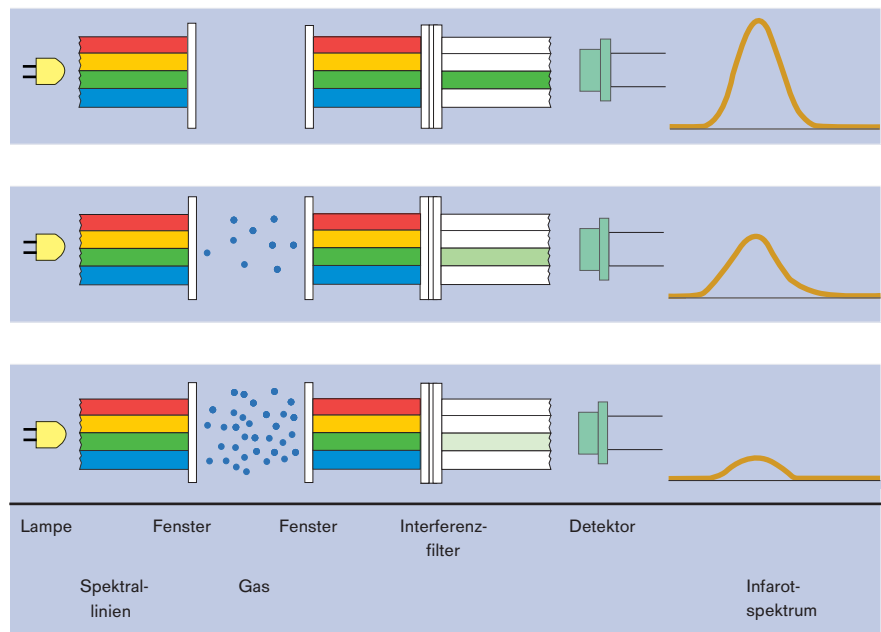 Lampe
Fenster
Fenster
Interferenz-
filter
Detektor
Spektral-
linien
Gas
Infarot-
spektrum